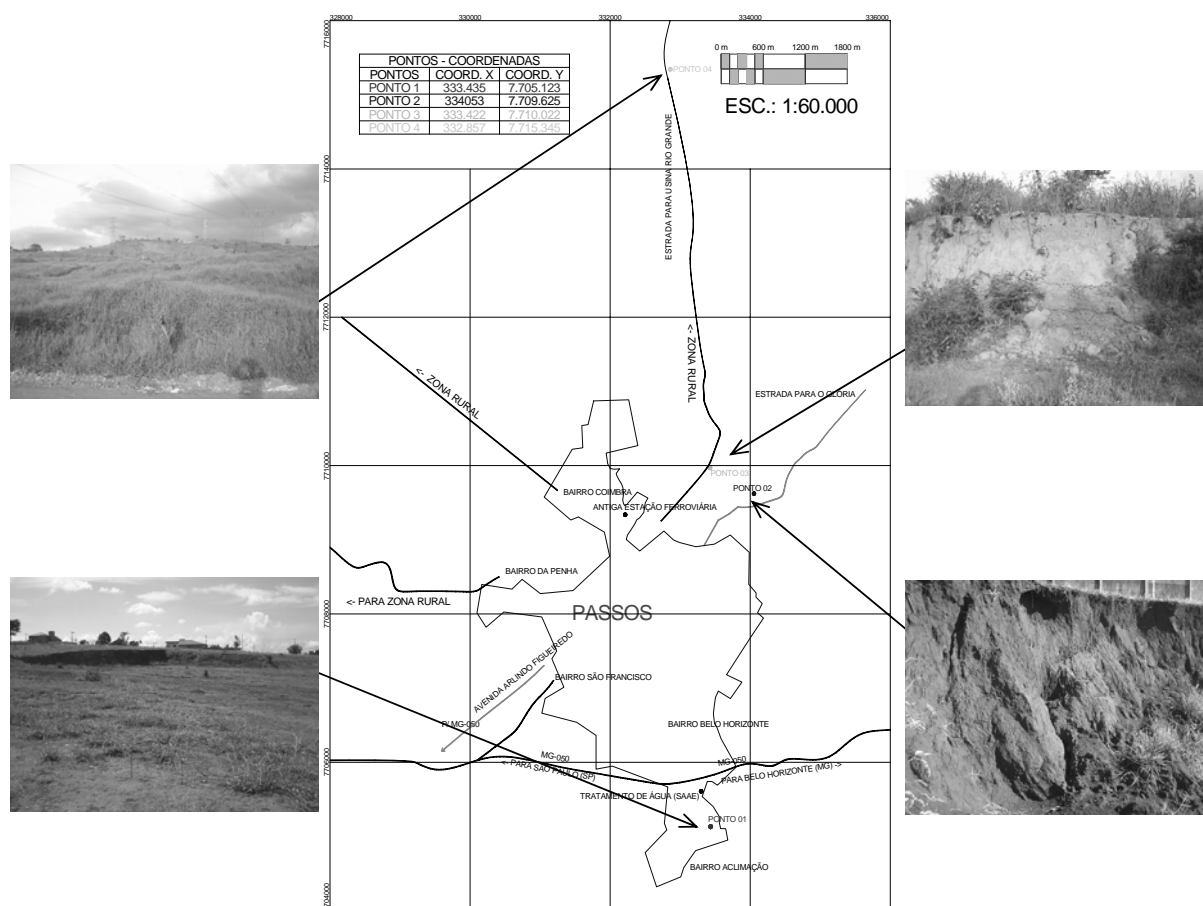 328000 330000 332000 334000 336000
7716000
PONTOS - COORDENADAS
PONTOS COORD. X COORD. Y
PONTO 1 333.435 7.705.123
PONTO 2 334053 7.709.625
PONTO 3 333.422 7.710.022
PONTO 4 332.857 7.715.345
0 m 600 m 1200 m 1800 m
ESC.: 1:60.000
PONTO 04
7714000
ESTRADA PARA USINA RIO GRANDE
7712000
<- ZONA RURAL
<- ZONA RURAL
ESTRADA PARA O GLÓRIA
7710000
PONTO 03
PONTO 02
BAIRRO COIMBRA
ANTIGA ESTAÇÃO FERROVIÁRIA
BAIRRO DA PENHA
<- PARA ZONA RURAL
7708000
PASSOS
AVENIDA ARLINDO FIGUEIREDO
BAIRRO SÃO FRANCISCO
P/ MG-050
BAIRRO BELO HORIZONTE
7706000
MG-050
<- PARA SÃO PAULO (SP)
MG-050
PARA BELO HORIZONTE (MG) ->
TRATAMENTO DE ÁGUA (SAAE)
PONTO 01
BAIRRO ACLIMAÇÃO
704000